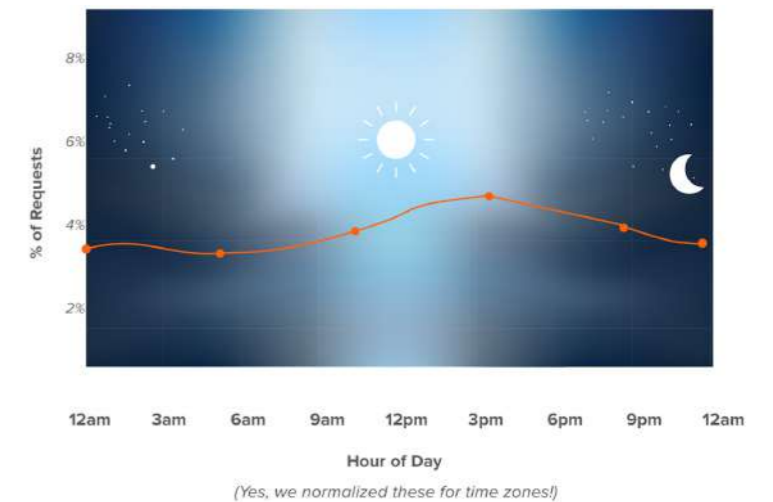 8%
6%
4%
2%
% of Requests
12am 3am 6am 9am 12pm 3pm 6pm 9pm 12am
Hour of Day
(Yes, we normalized these for time zones!)